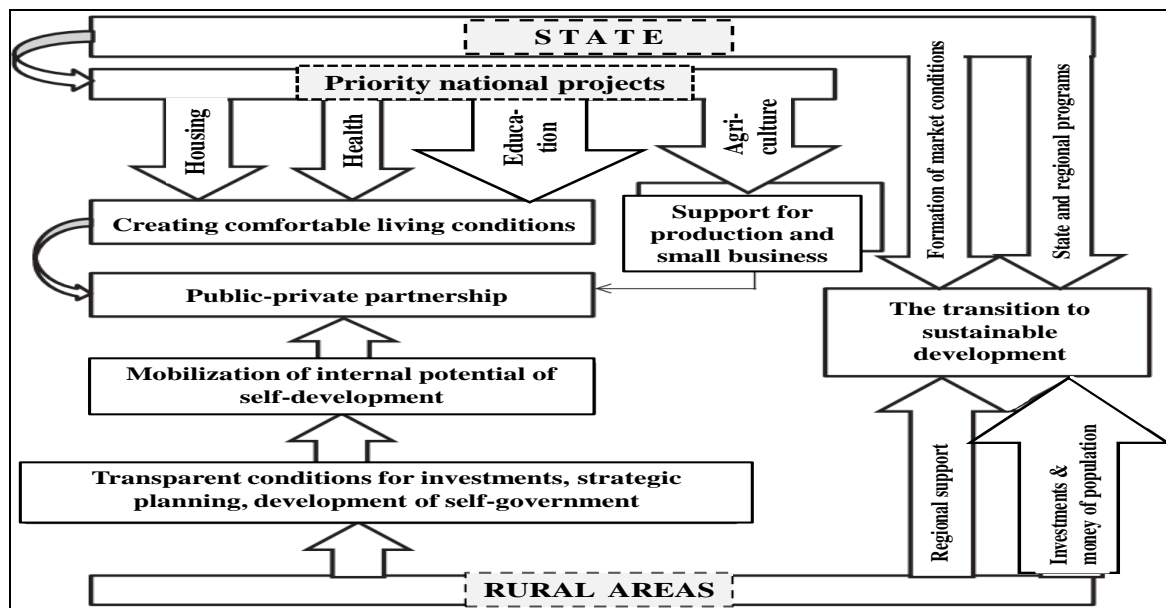 S T A T E
Priority national projects
Housing
Health
Educa-
tion
Agri-
culture
Formation of market conditions
State and regional programs
Creating comfortable living conditions
Support for
production and
small business
Public-private partnership
The transition to
sustainable
development
Mobilization of internal potential of
self-development
Transparent conditions for investments, strategic
planning, development of self-government
Regional support
Investments &
money of population
RURAL AREAS